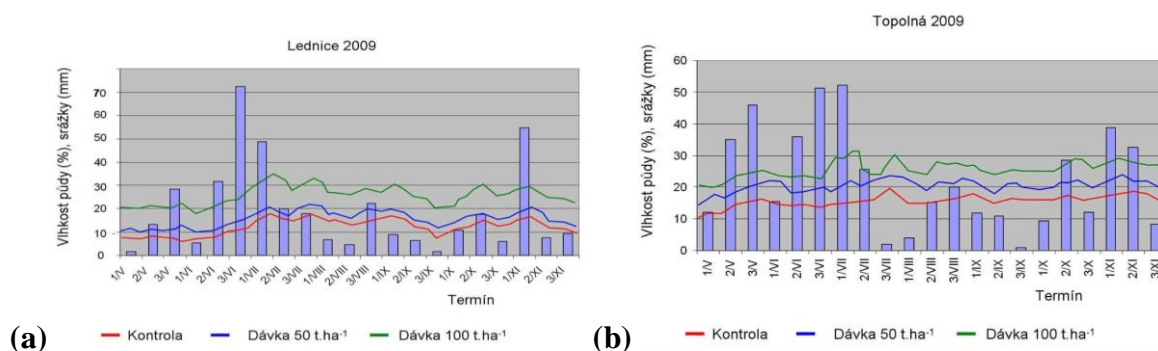 Lednice 2009
Vlhkost půdy (%), srážky (mm)
70
60
50
40
30
20
10
0
1/V 2/V 3/V 1/VI 2/VI 3/VI 1/VII 2/VII 3/VII 1/VIII 2/VIII 3/VIII 1/IX 2/IX 3/IX 1/X 2/X 3/X 1/XI 2/XI 3/XI
Termín
(a)
Kontrola Dávka 50 t.ha⁻¹ Dávka 100 t.ha⁻¹
Topolná 2009
Vlhkost půdy (%), srážky (mm)
60
50
40
30
20
10
0
1/V 2/V 3/V 1/VI 2/VI 3/VI 1/VII 2/VII 3/VII 1/VIII 2/VIII 3/VIII 1/IX 2/IX 3/IX 1/X 2/X 3/X 1/XI 2/XI 3/XI
Termín
(b)
Kontrola Dávka 50 t.ha⁻¹ Dávka 100 t.ha⁻¹